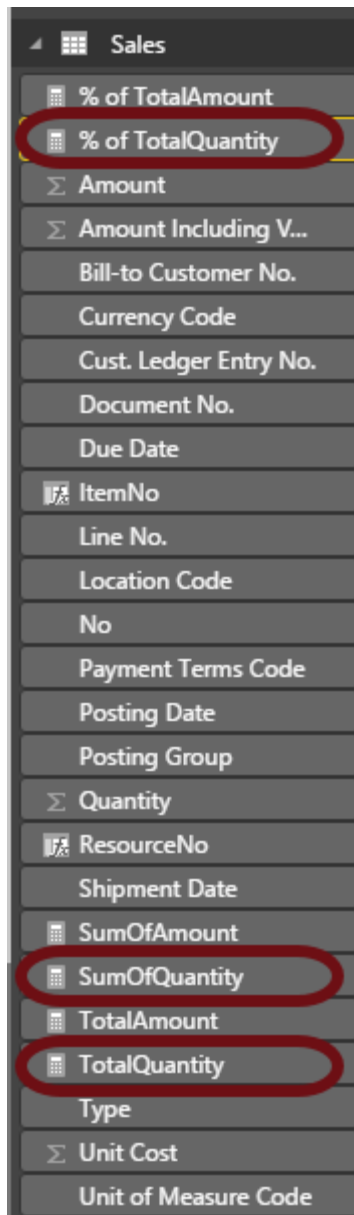 Sales
% of TotalAmount
% of TotalQuantity
Amount
Amount Including V...
Bill-to Customer No.
Currency Code
Cust. Ledger Entry No.
Document No.
Due Date
ItemNo
Line No.
Location Code
No
Payment Terms Code
Posting Date
Posting Group
Quantity
ResourceNo
Shipment Date
SumOfAmount
SumOfQuantity
TotalAmount
TotalQuantity
Type
Unit Cost
Unit of Measure Code